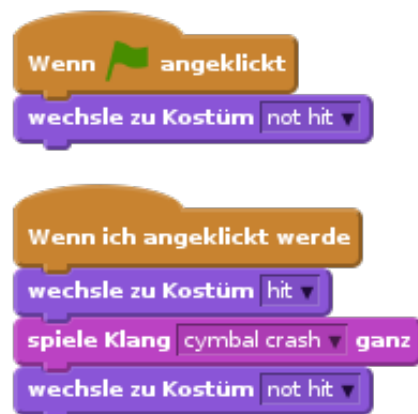 Wenn angeklickt
wechsle zu Kostüm not hit
Wenn ich angeklickt werde
wechsle zu Kostüm hit
spiele Klang cymbal crash ganz
wechsle zu Kostüm not hit